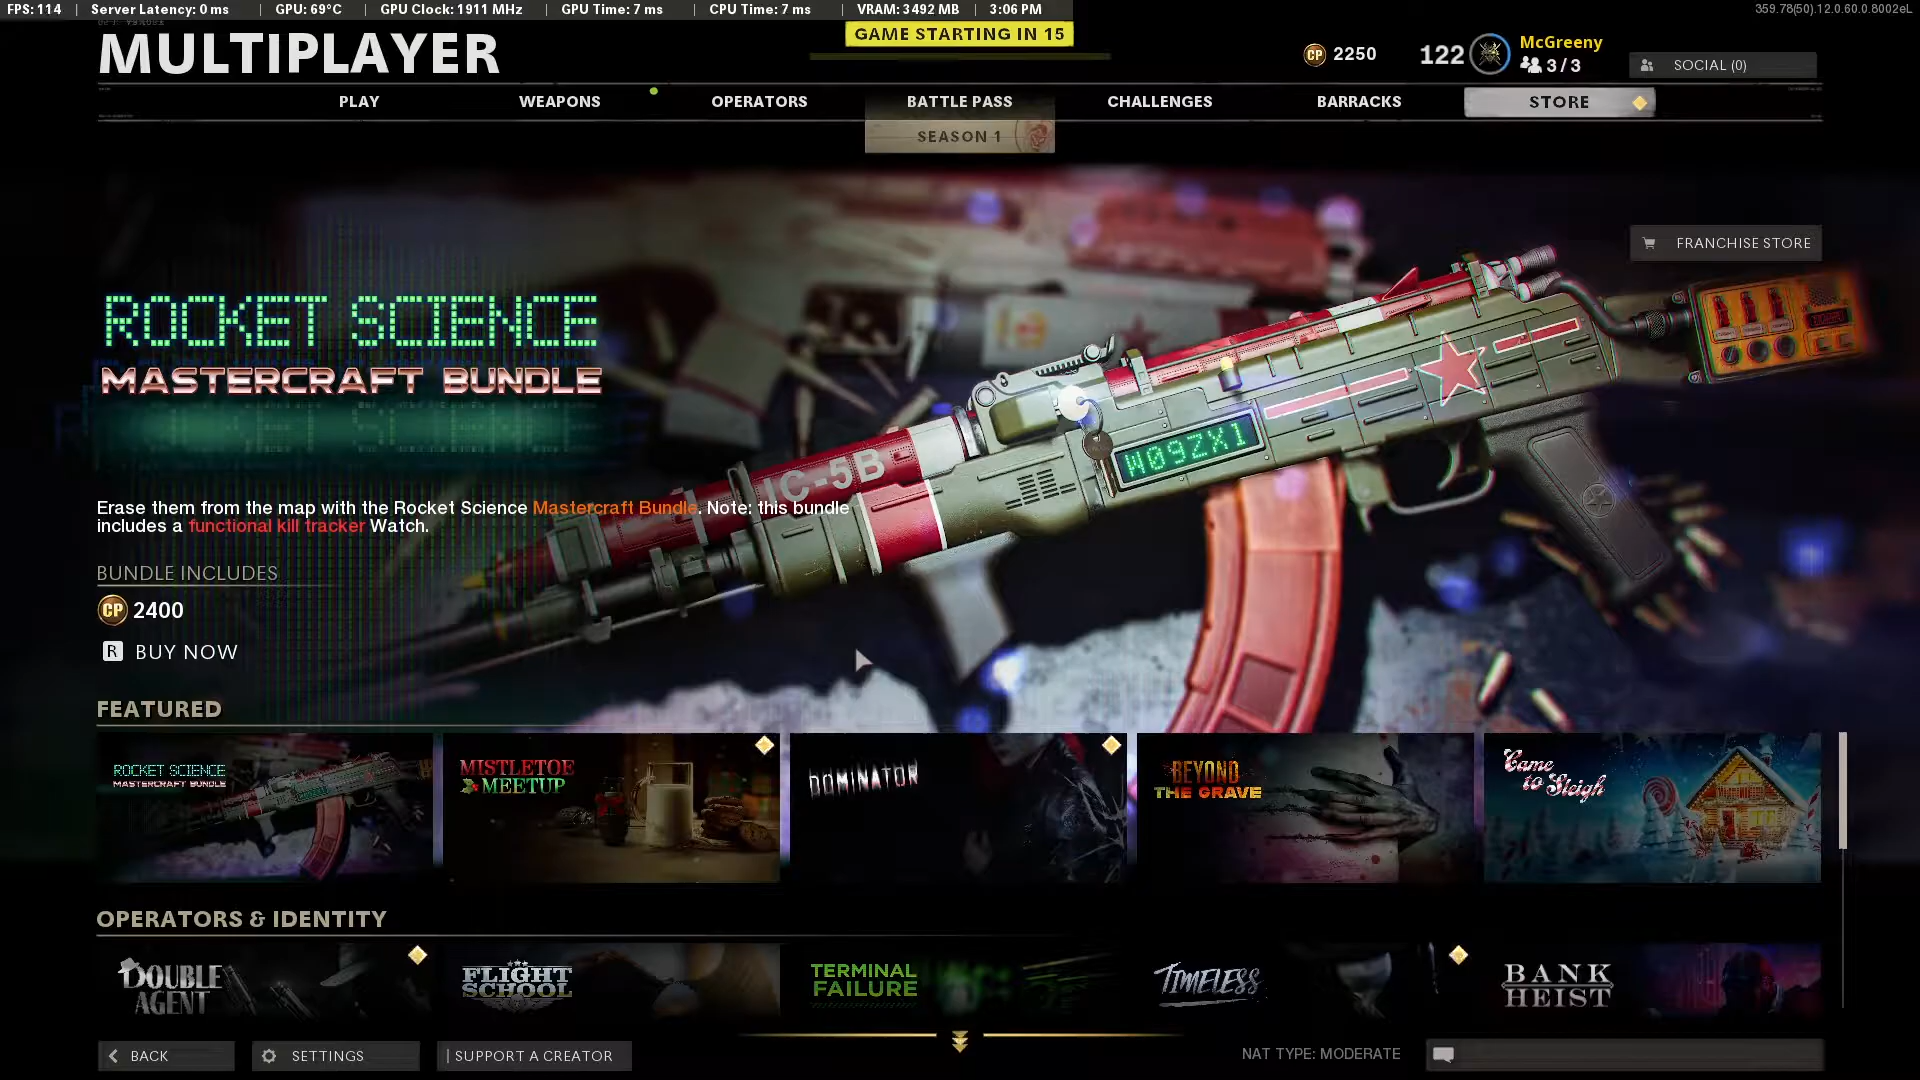 FPS: 114 | Server Latency: 0 ms | GPU: 69°C | GPU Clock: 1911 MHz | GPU Time: 7 ms | CPU Time: 7 ms | VRAM: 3492 MB | 3:06 PM
359.78(50).12.0.60.0.8002eL
GAME STARTING IN 15
MULTIPLAYER
CP 2250
122
McGreeny
3 / 3
SOCIAL (0)
PLAY
WEAPONS
OPERATORS
BATTLE PASS
CHALLENGES
BARRACKS
STORE
SEASON 1
FRANCHISE STORE
ROCKET SCIENCE
MASTERCRAFT BUNDLE
IC-5B
W09ZX1
Erase them from the map with the Rocket Science Mastercraft Bundle. Note: this bundle
includes a functional kill tracker Watch.
BUNDLE INCLUDES
CP 2400
R BUY NOW
FEATURED
ROCKET SCIENCE
MASTERCRAFT BUNDLE
MISTLETOE
MEETUP
DOMINATOR
BEYOND
THE GRAVE
Came
to Sleigh
OPERATORS & IDENTITY
DOUBLE
AGENT
FLIGHT
SCHOOL
TERMINAL
FAILURE
TIMELESS
BANK
HEIST
BACK
SETTINGS
SUPPORT A CREATOR
NAT TYPE: MODERATE